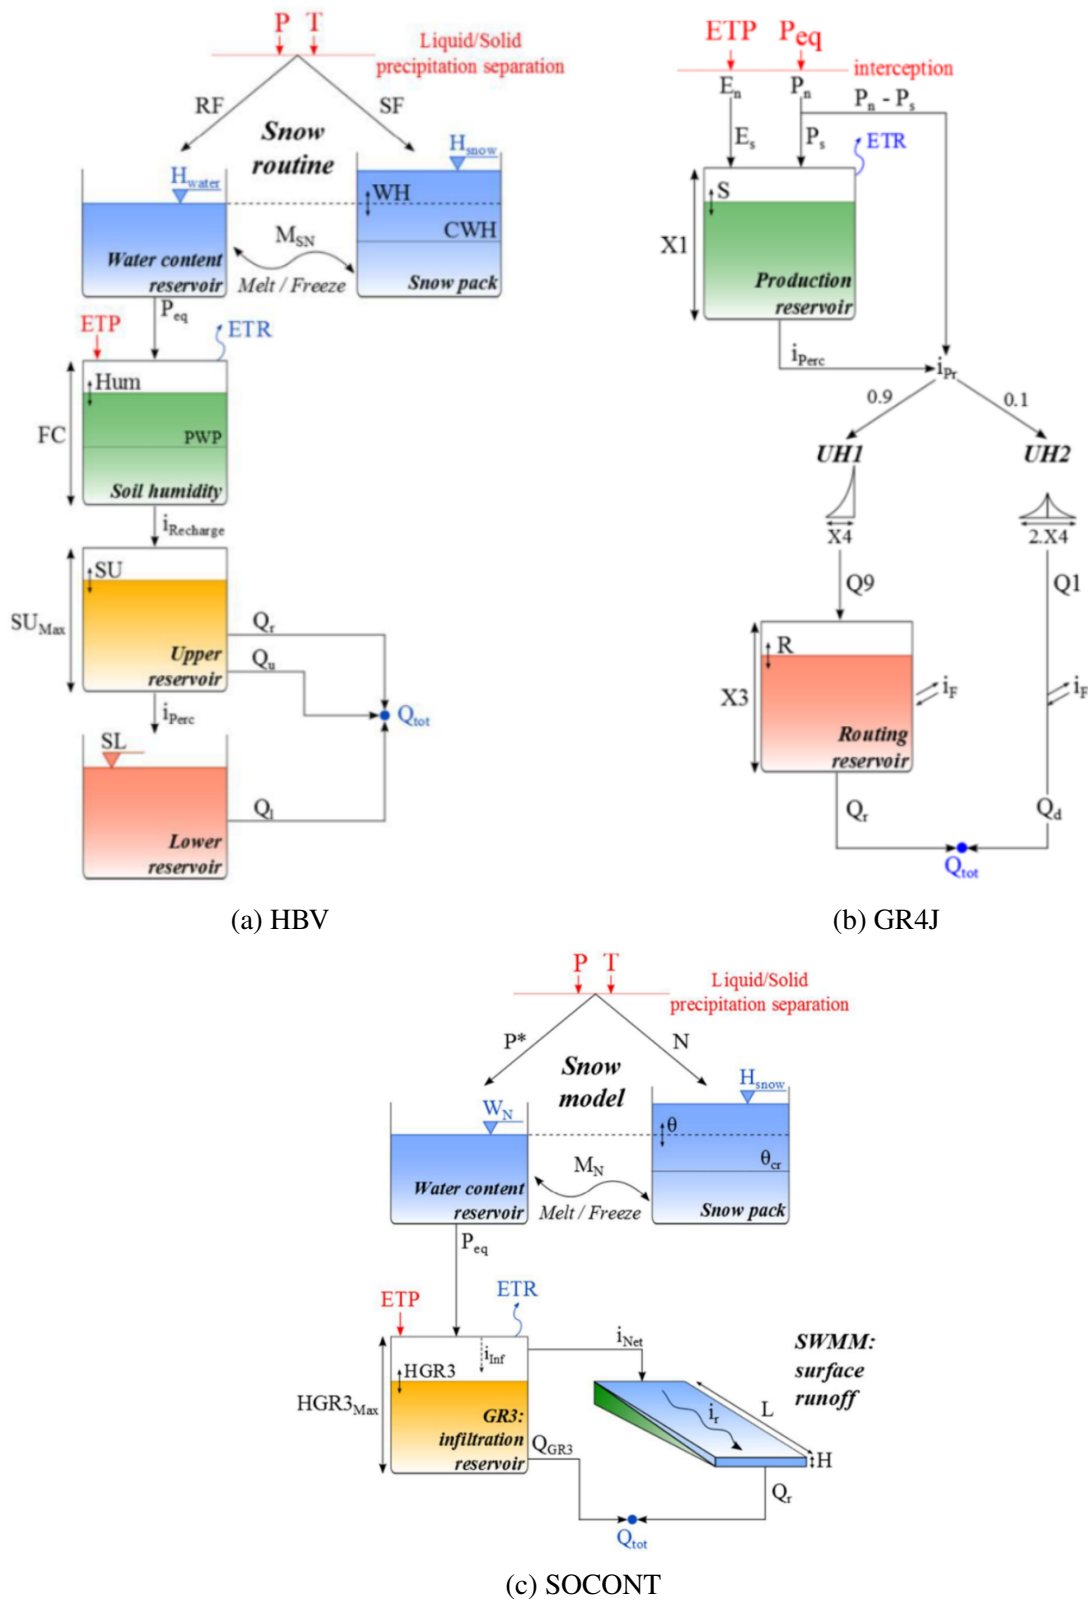 P T
Liquid/Solid
precipitation separation
RF
SF
Snow
routine
H_water
H_snow
WH
CWH
M_SN
Melt / Freeze
Water content
reservoir
Snow pack
P_eq
ETP
ETR
Hum
FC
PWP
Soil humidity
i_Recharge
SU
SU_Max
Upper
reservoir
Q_r
Q_u
Q_tot
i_Perc
SL
Lower
reservoir
Q_l
(a) HBV
ETP P_eq
interception
E_n
P_n
P_n - P_s
E_s
P_s
ETR
S
X1
Production
reservoir
i_Perc
i_Pr
0.9
0.1
UH1
UH2
X4
2.X4
Q9
Q1
R
X3
i_F
i_F
Routing
reservoir
Q_r
Q_d
Q_tot
(b) GR4J
P T
Liquid/Solid
precipitation separation
P*
N
Snow
model
W_N
H_snow
θ
θ_cr
M_N
Melt / Freeze
Water content
reservoir
Snow pack
P_eq
ETP
ETR
i_Inf
i_Net
HGR3
HGR3_Max
GR3:
infiltration
reservoir
Q_GR3
SWMM:
surface
runoff
i_r
L
H
Q_r
Q_tot
(c) SOCONT